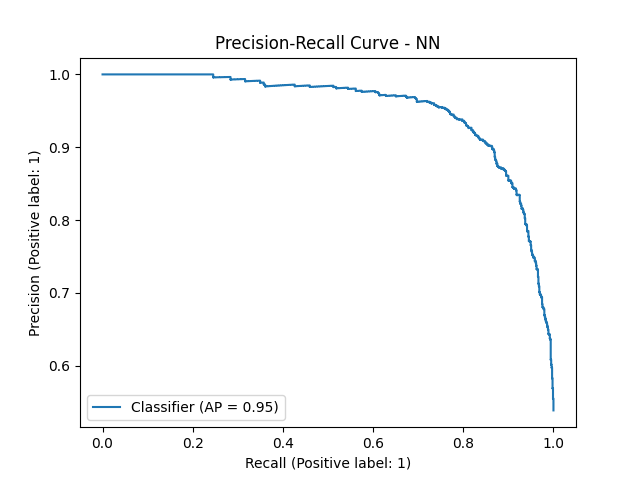 Precision-Recall Curve - NN
1.0
0.9
0.8
0.7
0.6
Precision (Positive label: 1)
Classifier (AP = 0.95)
0.0 0.2 0.4 0.6 0.8 1.0
Recall (Positive label: 1)